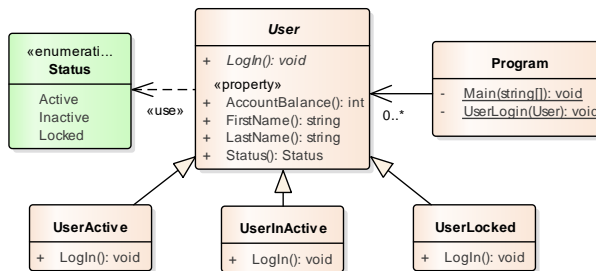 «enumerati...
Status
Active
Inactive
Locked
«use»
User
+ LogIn(): void
«property»
+ AccountBalance(): int
+ FirstName(): string
+ LastName(): string
+ Status(): Status
0..*
Program
- Main(string[]): void
- UserLogin(User): void
UserActive
+ LogIn(): void
UserInActive
+ LogIn(): void
UserLocked
+ LogIn(): void